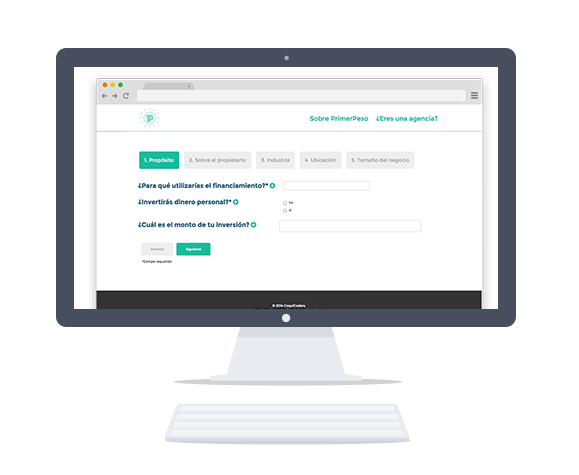 Sobre PrimerPeso ¿Eres una agencia?
1. Propósito 2. Sobre el propietario 3. Industria 4. Ubicación 5. Tamaño del negocio
¿Para qué utilizarías el financiamiento?*
¿Invertirás dinero personal?*
no
sí
¿Cuál es el monto de tu inversión?
Anterior Siguiente
*Campo requerido
© 2014 CoquiCoders.